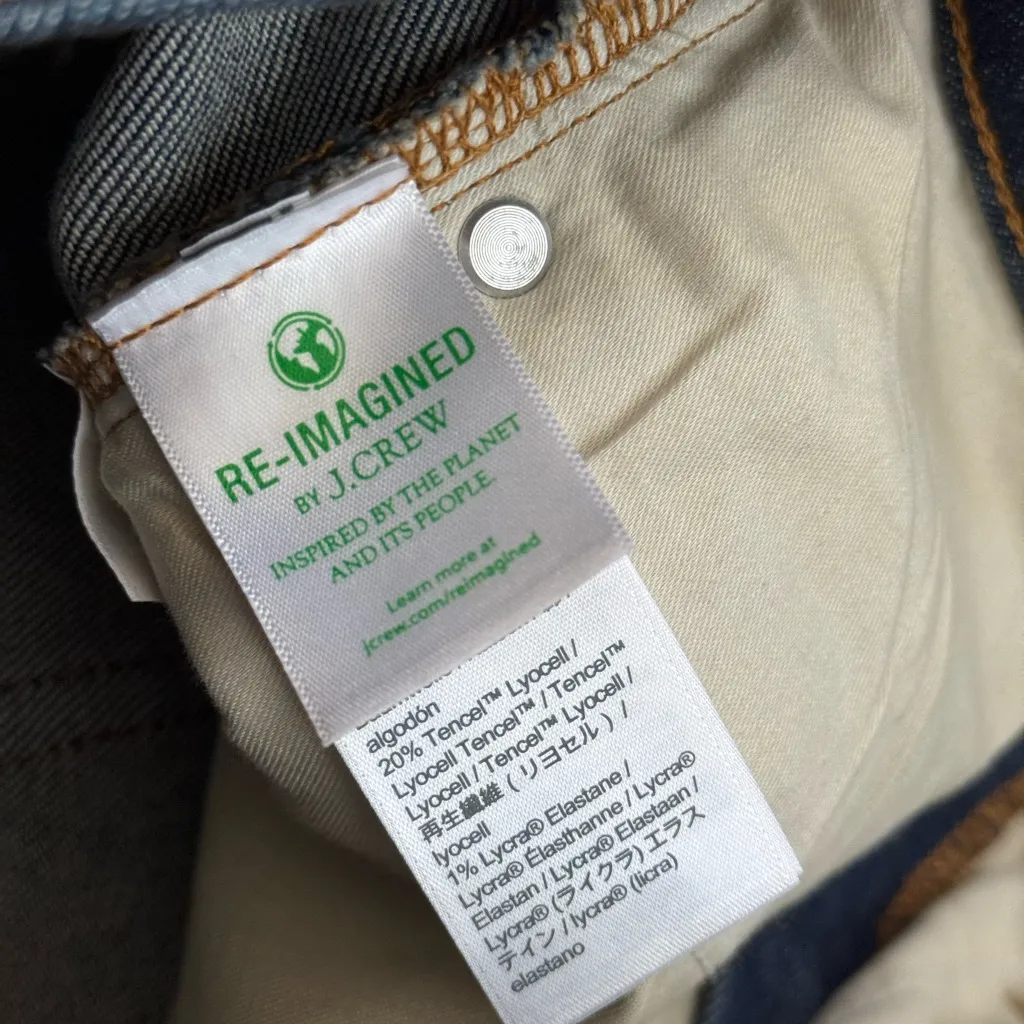 RE-IMAGINED
BY J.CREW
INSPIRED BY THE PLANET
AND ITS PEOPLE.
Learn more at
jcrew.com/reimagined
algodón
20% Tencel™ Lyocell /
Lyocell Tencel™ / Tencel™
Lyocell / Tencel™ Lyocell /
再生繊維 ( リヨセル ) /
lyocell
1% Lycra® Elastane /
Lycra® Élasthanne / Lycra®
Elastan / Lycra® Elastaan /
Lycra® (ライクラ) エラス
ティン / lycra® (licra)
elastano